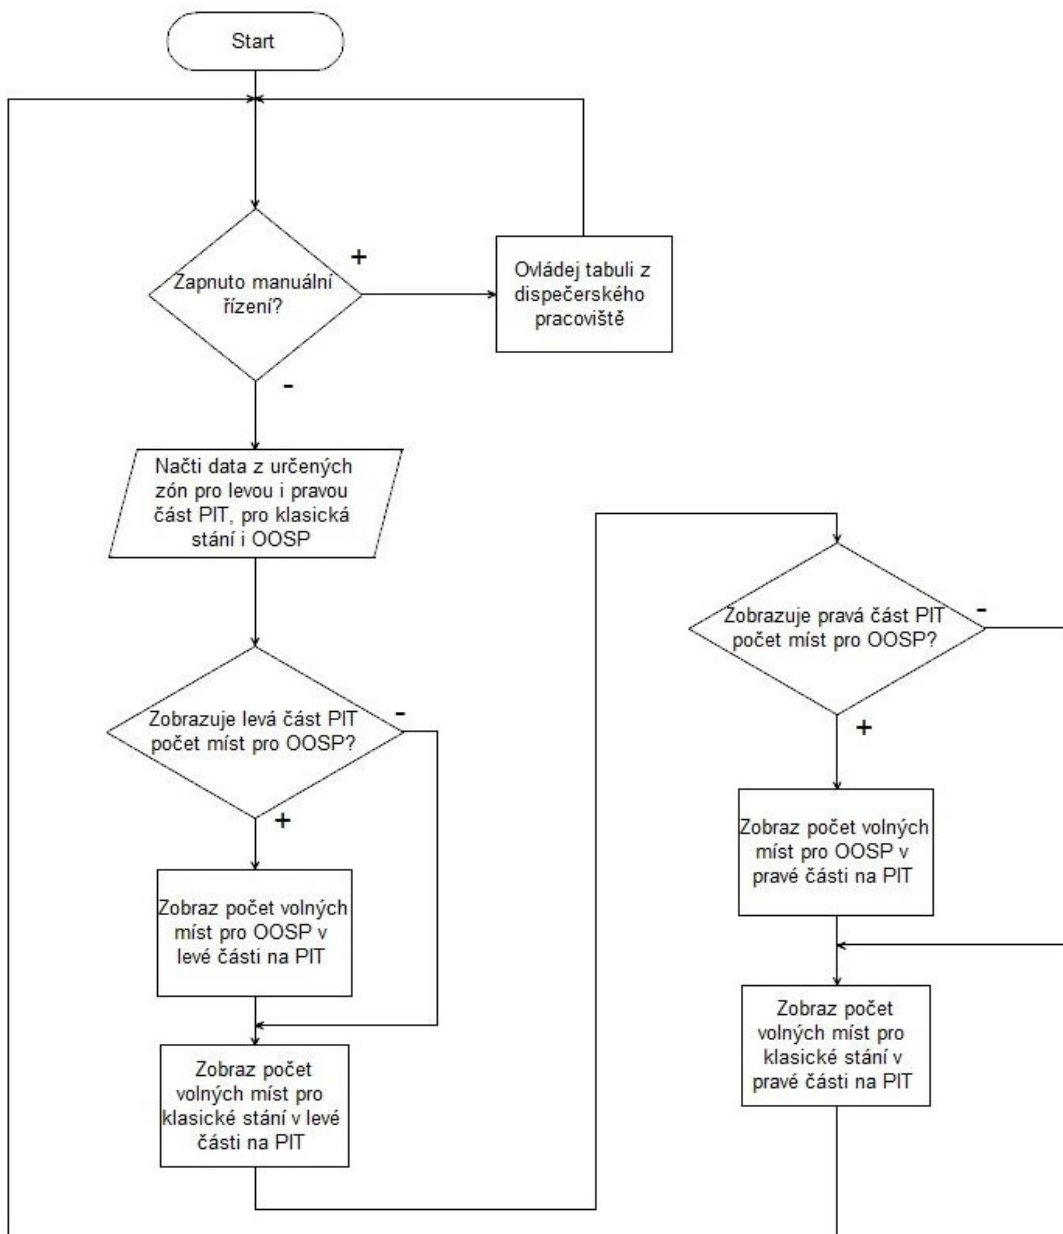 Start
Zapnuto manuální
řízení?
+
-
Ovládej tabuli z
dispečerského
pracoviště
Načti data z určených
zón pro levou i pravou
část PIT, pro klasická
stání i OOSP
Zobrazuje levá část PIT
počet míst pro OOSP?
-
+
Zobraz počet volných
míst pro OOSP v
levé části na PIT
Zobraz počet
volných míst pro
klasické stání v levé
části na PIT
Zobrazuje pravá část PIT
počet míst pro OOSP?
-
+
Zobraz počet volných
míst pro OOSP v
pravé části na PIT
Zobraz počet
volných míst pro
klasické stání v
pravé části na PIT